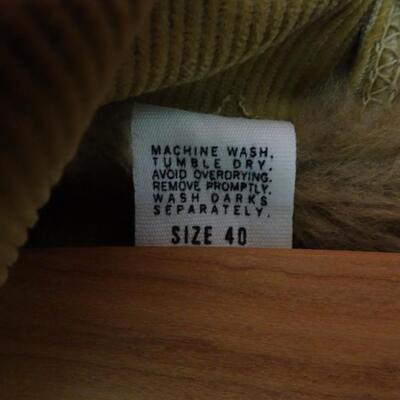 MACHINE WASH.
TUMBLE DRY.
AVOID OVERDRYING.
REMOVE PROMPTLY.
WASH DARKS
SEPARATELY.
SIZE 40